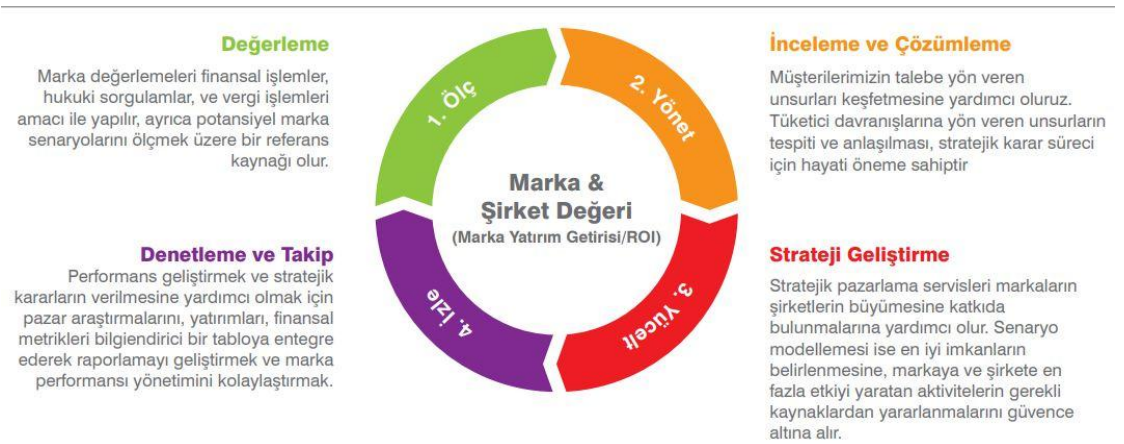 Değerleme
Marka değerlemeleri finansal işlemler,
hukuki sorgulamlar, ve vergi işlemleri
amacı ile yapılır, ayrıca potansiyel marka
senaryolarını ölçmek üzere bir referans
kaynağı olur.
1. Ölç
2. Yönet
İnceleme ve Çözümleme
Müşterilerimizin talebe yön veren
unsurları keşfetmesine yardımcı oluruz.
Tüketici davranışlarına yön veren unsurların
tespiti ve anlaşılması, stratejik karar süreci
için hayati öneme sahiptir
Marka &
Şirket Değeri
(Marka Yatırım Getirisi/ROI)
3. Yücelt
Strateji Geliştirme
Stratejik pazarlama servisleri markaların
şirketlerin büyümesine katkıda
bulunmalarına yardımcı olur. Senaryo
modellemesi ise en iyi imkanların
belirlenmesine, markaya ve şirkete en
fazla etkiyi yaratan aktivitelerin gerekli
kaynaklardan yararlanmalarını güvence
altına alır.
4. İzle
Denetleme ve Takip
Performans geliştirmek ve stratejik
kararların verilmesine yardımcı olmak için
pazar araştırmalarını, yatırımları, finansal
metrikleri bilgilendirici bir tabloya entegre
ederek raporlamayı geliştirmek ve marka
performansı yönetimini kolaylaştırmak.